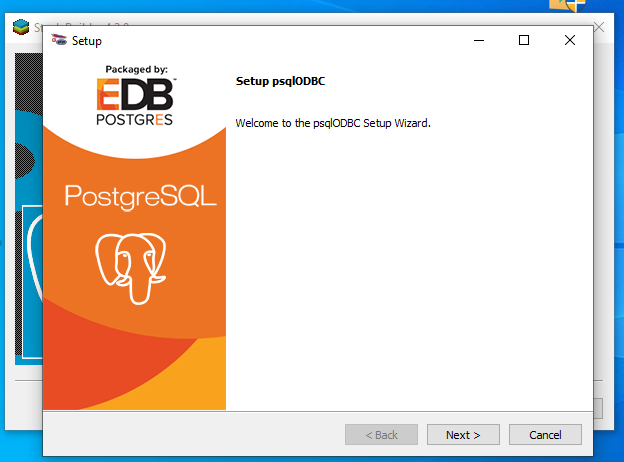 Setup
Packaged by:
EDB
POSTGRES
PostgreSQL
Setup psqlODBC
Welcome to the psqlODBC Setup Wizard.
< Back
Next >
Cancel